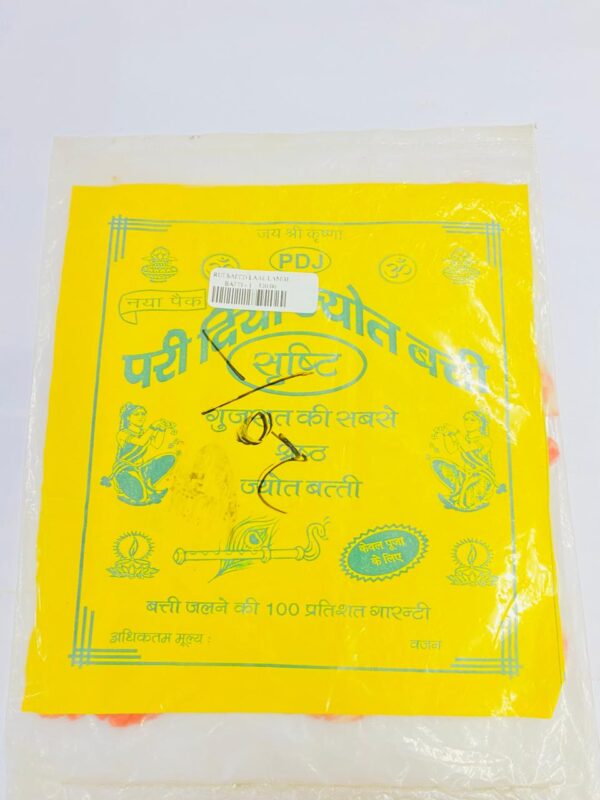 जय श्री कृष्णा
PDJ
ॐ ॐ
नया पैक
परी दिया ज्योत बत्ती
सृष्टि
गुजरात की सबसे
श्रेष्ठ
ज्योत बत्ती
केवल पूजा
के लिए
बत्ती जलने की 100 प्रतिशत गारन्टी
अधिकतम मूल्य :
वजन